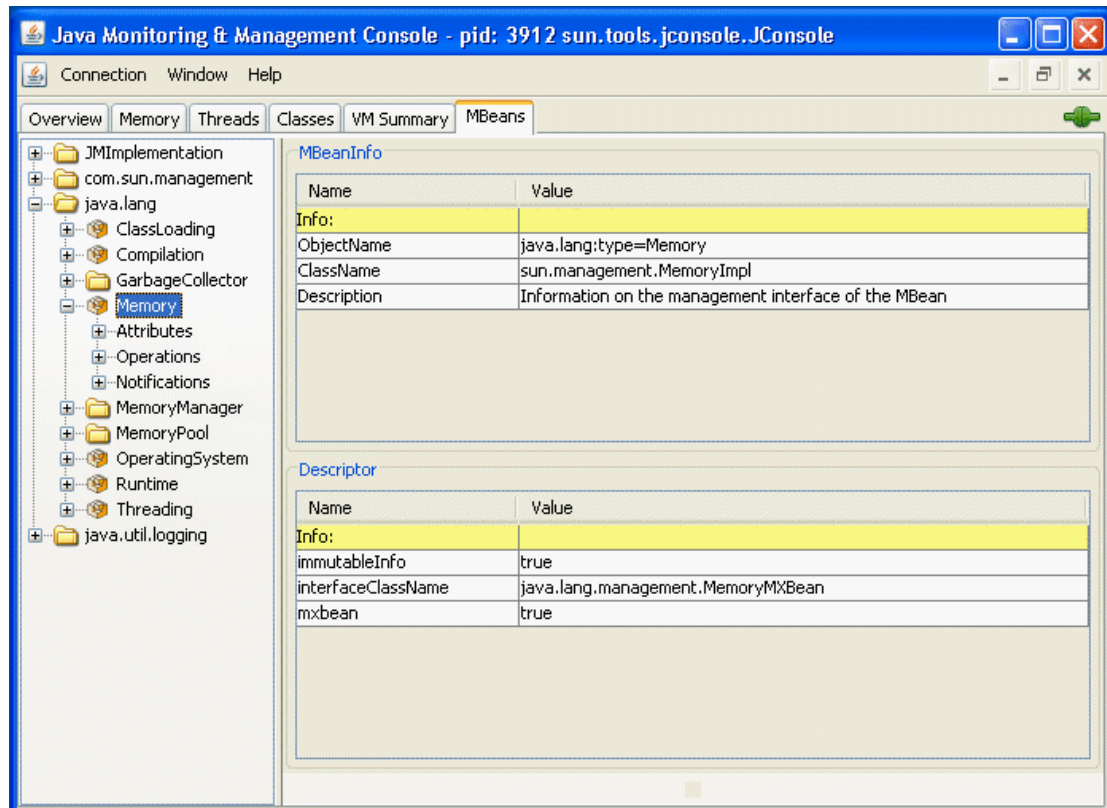 Java Monitoring & Management Console - pid: 3912 sun.tools.jconsole.JConsole
Connection Window Help
Overview Memory Threads Classes VM Summary MBeans
JMImplementation
com.sun.management
java.lang
ClassLoading
Compilation
GarbageCollector
Memory
Attributes
Operations
Notifications
MemoryManager
MemoryPool
OperatingSystem
Runtime
Threading
java.util.logging
MBeanInfo
Name Value
Info:
ObjectName java.lang:type=Memory
ClassName sun.management.MemoryImpl
Description Information on the management interface of the MBean
Descriptor
Name Value
Info:
immutableInfo true
interfaceClassName java.lang.management.MemoryMXBean
mxbean true